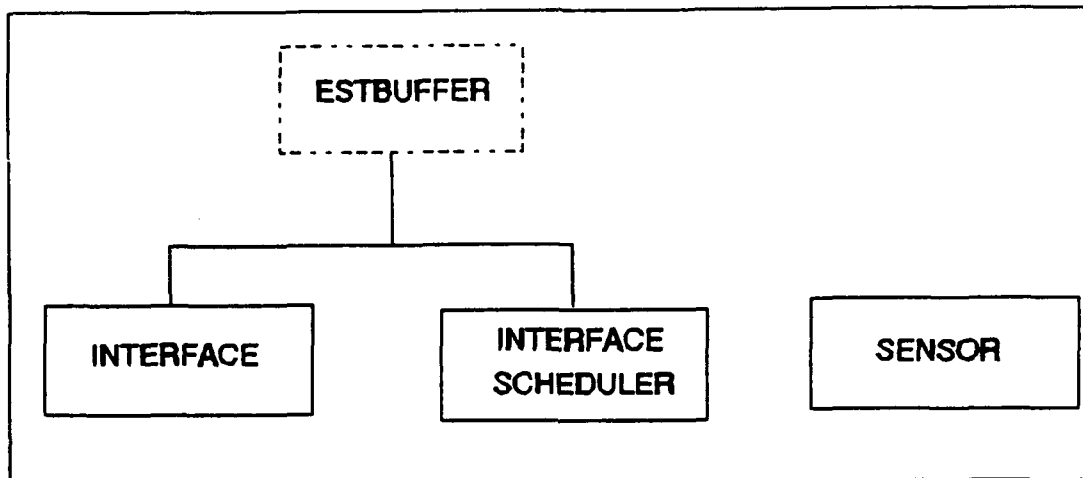 ESTBUFFER
INTERFACE
INTERFACE
SCHEDULER
SENSOR